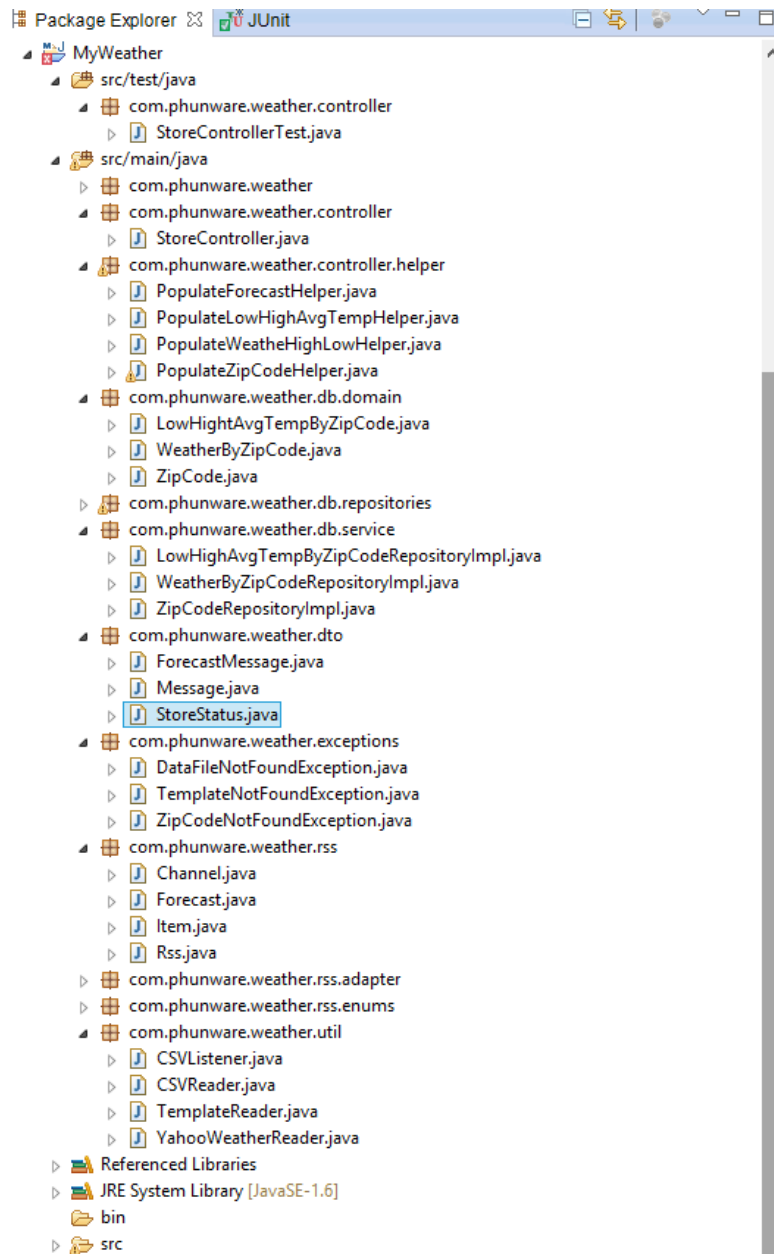 Package Explorer JUnit
MyWeather
src/test/java
com.phunware.weather.controller
StoreControllerTest.java
src/main/java
com.phunware.weather
com.phunware.weather.controller
StoreController.java
com.phunware.weather.controller.helper
PopulateForecastHelper.java
PopulateLowHighAvgTempHelper.java
PopulateWeatheHighLowHelper.java
PopulateZipCodeHelper.java
com.phunware.weather.db.domain
LowHightAvgTempByZipCode.java
WeatherByZipCode.java
ZipCode.java
com.phunware.weather.db.repositories
com.phunware.weather.db.service
LowHighAvgTempByZipCodeRepositoryImpl.java
WeatherByZipCodeRepositoryImpl.java
ZipCodeRepositoryImpl.java
com.phunware.weather.dto
ForecastMessage.java
Message.java
StoreStatus.java
com.phunware.weather.exceptions
DataFileNotFoundException.java
TemplateNotFoundException.java
ZipCodeNotFoundException.java
com.phunware.weather.rss
Channel.java
Forecast.java
Item.java
Rss.java
com.phunware.weather.rss.adapter
com.phunware.weather.rss.enums
com.phunware.weather.util
CSVListener.java
CSVReader.java
TemplateReader.java
YahooWeatherReader.java
Referenced Libraries
JRE System Library [JavaSE-1.6]
bin
src